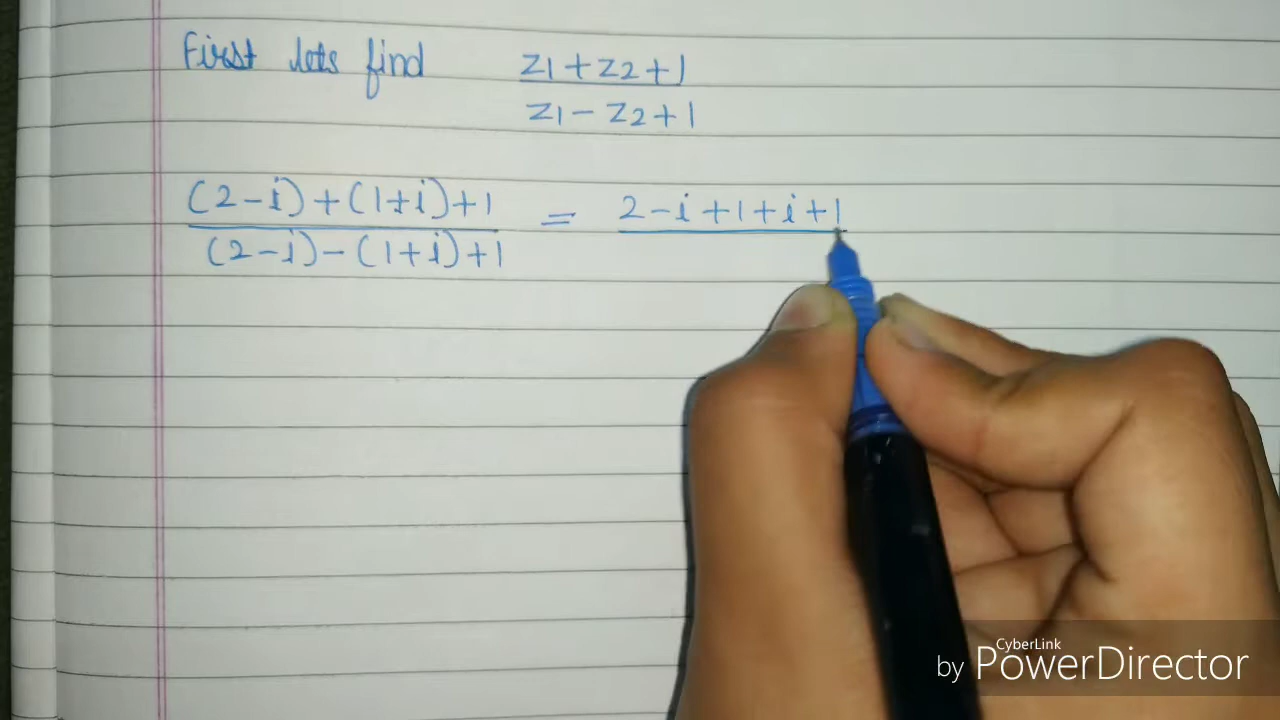 First lets find
z1+z2+1
z1-z2+1
(2-i)+(1+i)+1 = 2-i+1+i+1
(2-i)-(1+i)+1
CyberLink
by PowerDirector